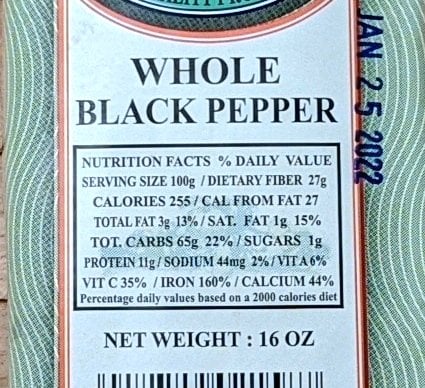 WHOLE
BLACK PEPPER
NUTRITION FACTS % DAILY VALUE
SERVING SIZE 100g / DIETARY FIBER 27g
CALORIES 255 / CAL FROM FAT 27
TOTAL FAT 3g 13% / SAT. FAT 1g 15%
TOT. CARBS 65g 22% / SUGARS 1g
PROTEIN 11g / SODIUM 44mg 2% / VIT A 6%
VIT C 35% / IRON 160% / CALCIUM 44%
Percentage daily values based on a 2000 calories diet
NET WEIGHT : 16 OZ
JAN 25 2022